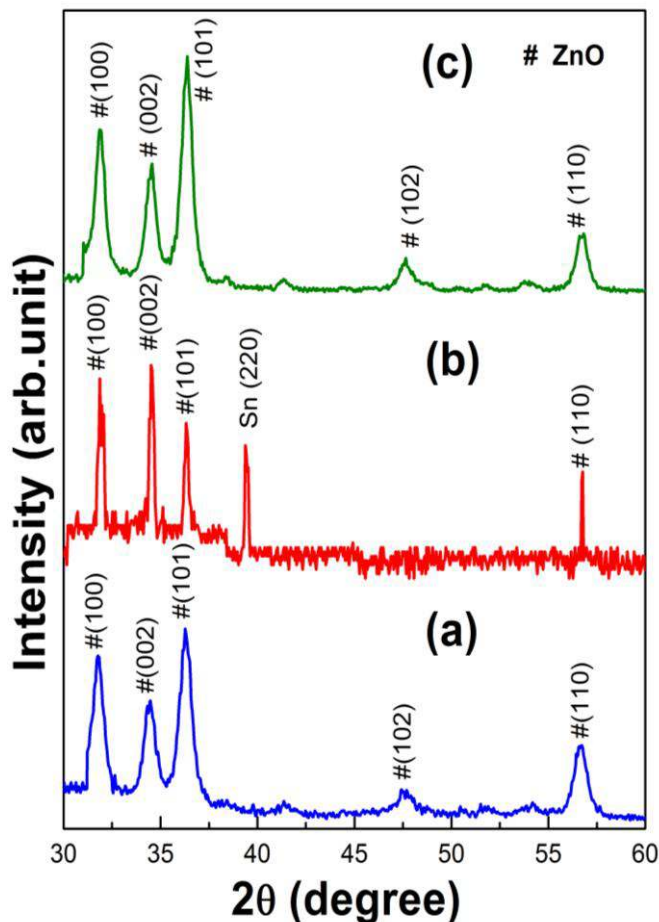 (c)
# ZnO
#(100)
# (002)
# (101)
# (102)
# (110)
(b)
#(100)
#(002)
#(101)
Sn (220)
# (110)
(a)
#(100)
#(002)
#(101)
#(102)
#(110)
Intensity (arb.unit)
30 35 40 45 50 55 60
2θ (degree)